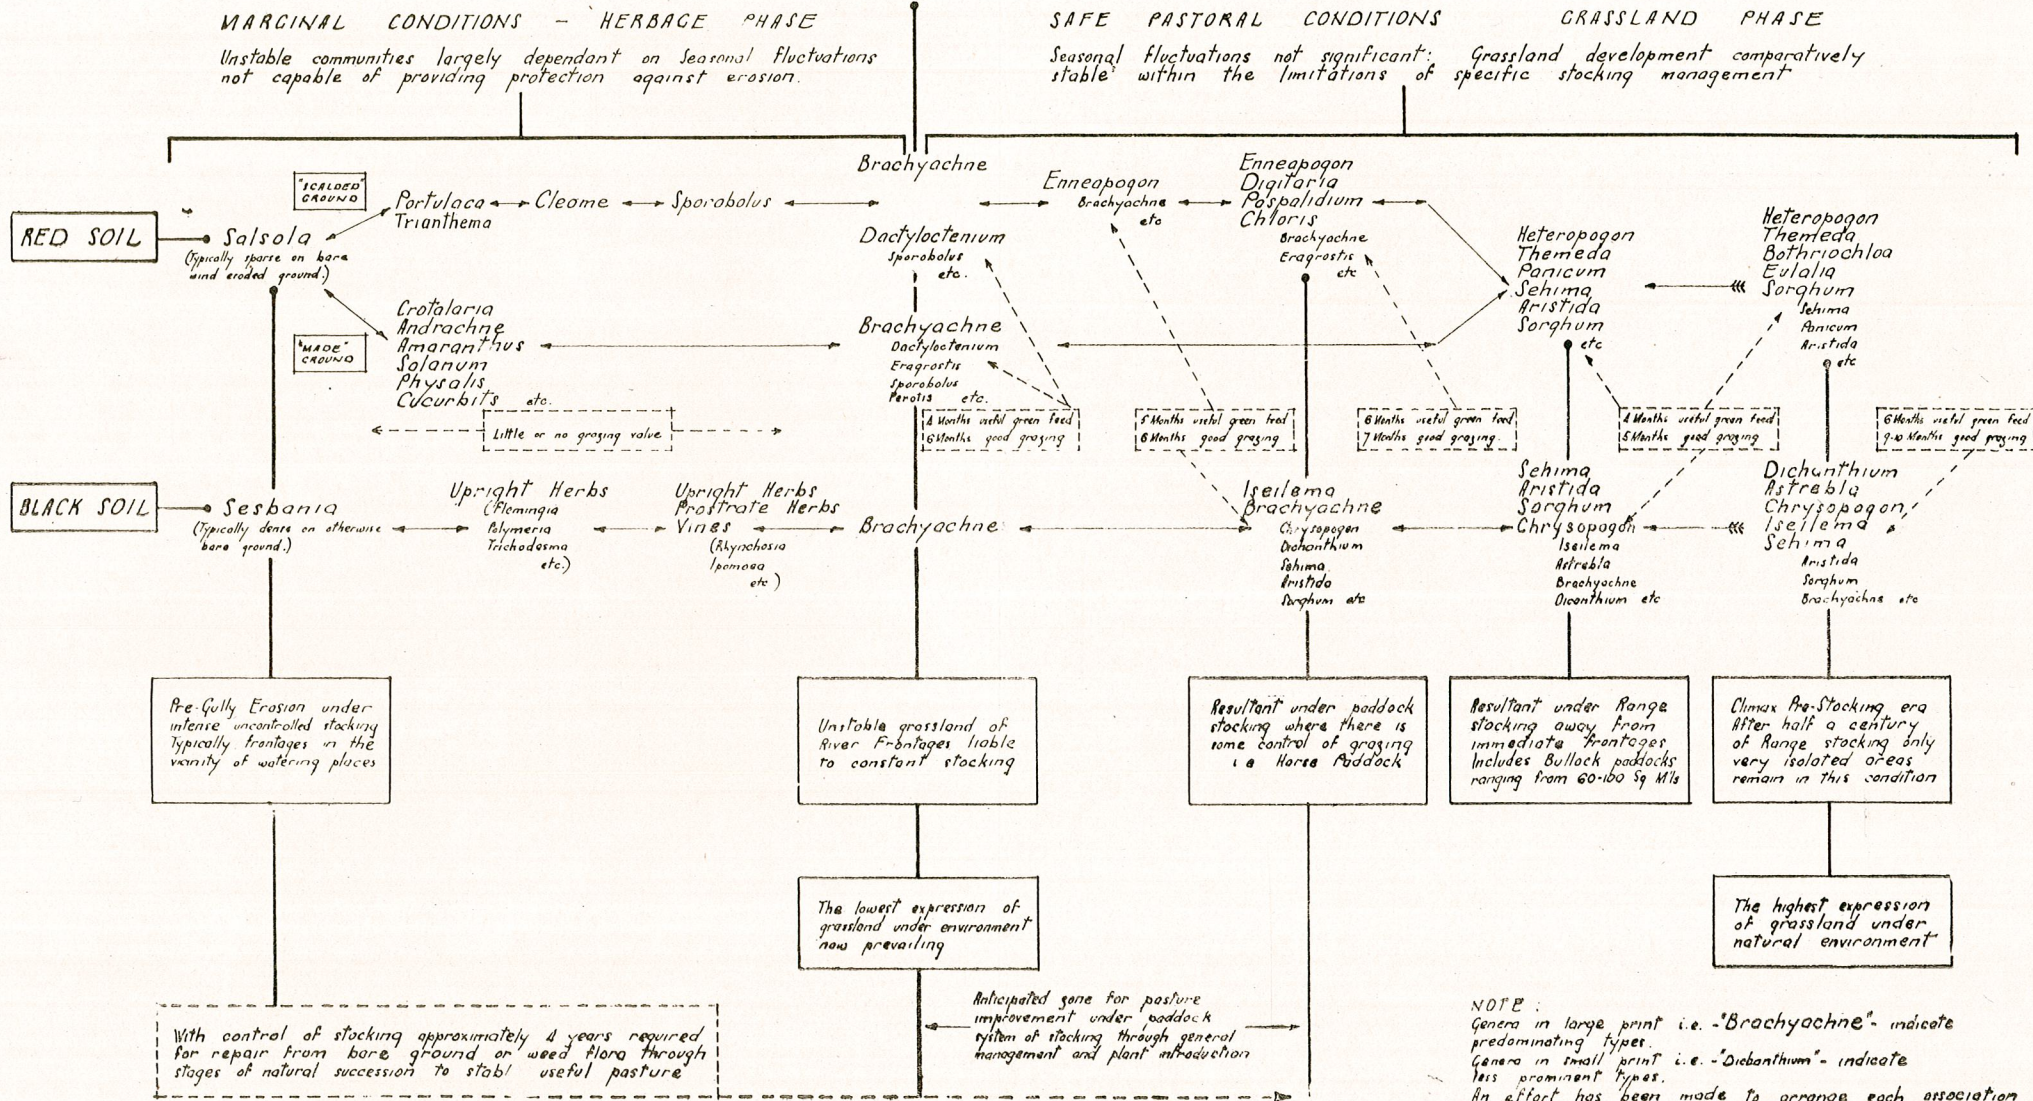 MARGINAL CONDITIONS - HERBAGE PHASE
Unstable communities largely dependant on Seasonal fluctuations
not capable of providing protection against erosion.
SAFE PASTORAL CONDITIONS GRASSLAND PHASE
Seasonal fluctuations not significant: Grassland development comparatively
stable within the limitations of specific stocking management
RED SOIL
Salsola
(Typically sparse on bare
wind eroded ground.)
"SCALDED"
GROUND
Portulaca
Trianthema
Cleome
Sporobolus
"MADE"
GROUND
Crotalaria
Andrachne
Amaranthus
Solanum
Physalis
Cucurbits etc.
Brachyachne
Dactyloctenium
Sporobolus
etc.
Brachyachne
Dactyloctenium
Eragrostis
Sporobolus
Perotis etc.
Enneapogon
Brachyachne
etc
Enneapogon
Digitaria
Paspalidium
Chloris
Brachyachne
Eragrostis
etc
Heteropogon
Themeda
Panicum
Sehima
Aristida
Sorghum
etc
Heteropogon
Themeda
Bothriochloa
Eulalia
Sorghum
Sehima
Panicum
Aristida
etc
Little or no grazing value
4 Months useful green feed
6 Months good grazing
5 Months useful green feed
6 Months good grazing
6 Months useful green feed
7 Months good grazing.
4 Months useful green feed
5 Months good grazing
6 Months useful green feed
9-10 Months good grazing
BLACK SOIL
Sesbania
(Typically dense on otherwise
bare ground.)
Upright Herbs
(Flemingia
Polymeria
Trichodesma
etc.)
Upright Herbs
Prostrate Herbs
Vines
(Rhynchosia
Ipomoea
etc)
Brachyachne
Iseilema
Brachyachne
Chrysopogon
Dichanthium
Sehima
Aristida
Sorghum etc
Sehima
Aristida
Sorghum
Chrysopogon
Iseilema
Astrebla
Brachyachne
Dicanthium etc
Dichanthium
Astrebla
Chrysopogon
Iseilema
Sehima
Aristida
Sorghum
Brachyachne etc
Pre-Gully Erosion under
intense uncontrolled stocking
Typically frontages in the
vicinity of watering places
Unstable grassland of
River Frontages liable
to constant stocking
Resultant under paddock
stocking where there is
some control of grazing
i e Horse Paddock
Resultant under Range
stocking away from
immediate frontages
Includes Bullock paddocks
ranging from 60-100 Sq Mls
Climax Pre-Stocking era
After half a century
of Range stocking only
very isolated areas
remain in this condition
The lowest expression of
grassland under environment
now prevailing
The highest expression
of grassland under
natural environment
With control of stocking approximately 4 years required
for repair from bare ground or weed flora through
stages of natural succession to stabl useful pasture
Anticipated zone for pasture
improvement under paddock
system of stocking through general
management and plant introduction
NOTE :
Genera in large print i.e. -"Brachyachne"- indicate
predominating types.
Genera in small print i.e. -"Dicbanthium"- indicate
less prominent types.
An effort has been made to arrange each association